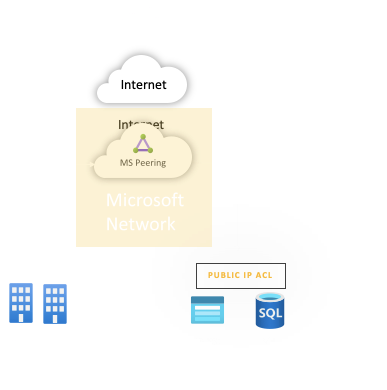 Internet
Internet
MS Peering
Microsoft
Network
PUBLIC IP ACL
SQL